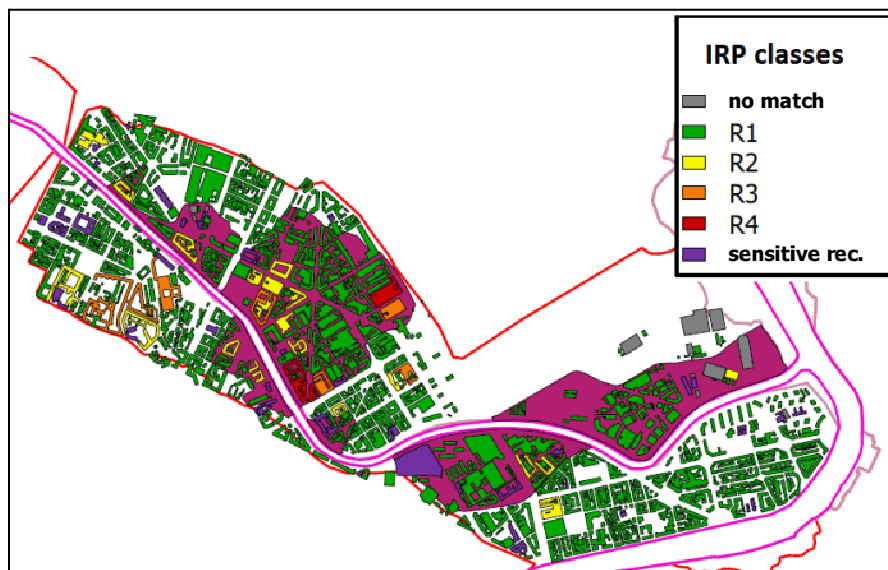 IRP classes
no match
R1
R2
R3
R4
sensitive rec.